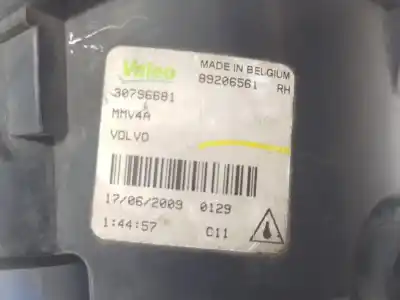 Valeo MADE IN BELGIUM
89206561 RH
30796681
MMV4A
VOLVO
17/06/2009 0129
1:44:57 C11